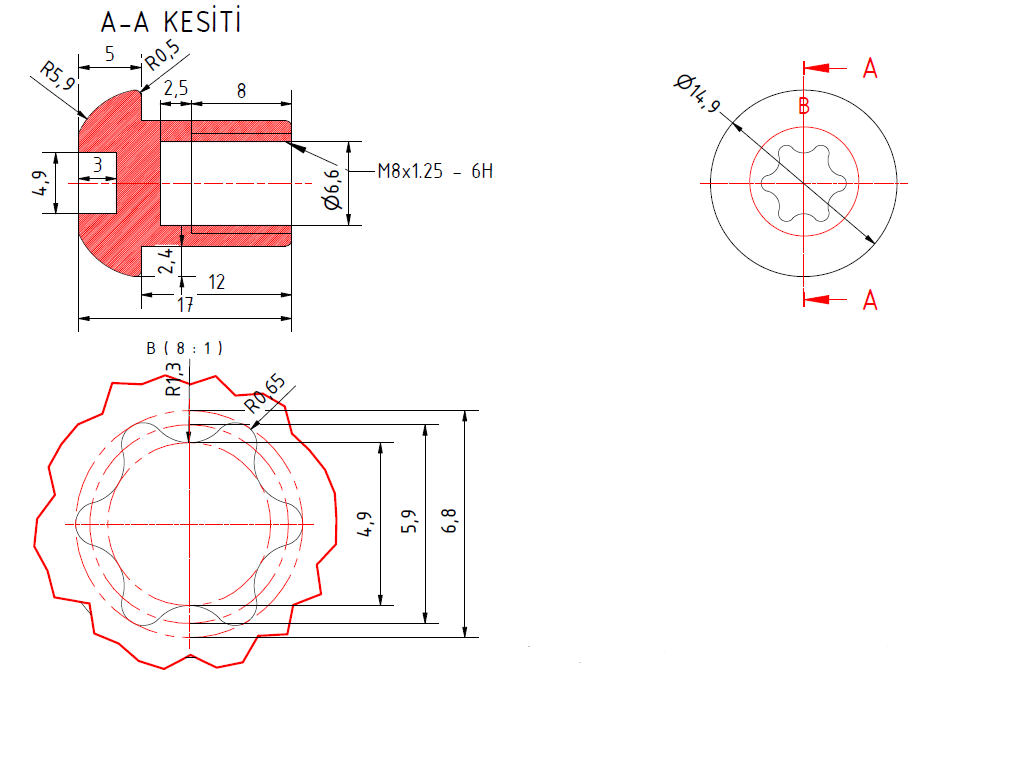 A-A KESİTİ
5
R0,5
R5,9
2,5
8
3
4,9
Ø6,6
M8x1.25 - 6H
2,4
12
17
Ø14,9
A
B
A
B ( 8 : 1 )
R1,3
R0,65
4,9
5,9
6,8